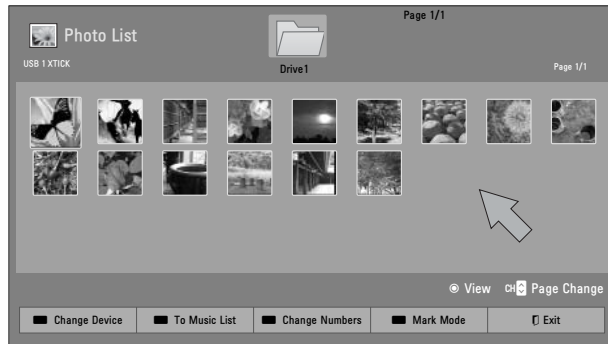 Page 1/1
Photo List
USB 1 XTICK
Drive1
Page 1/1
View CH Page Change
Change Device To Music List Change Numbers Mark Mode Exit